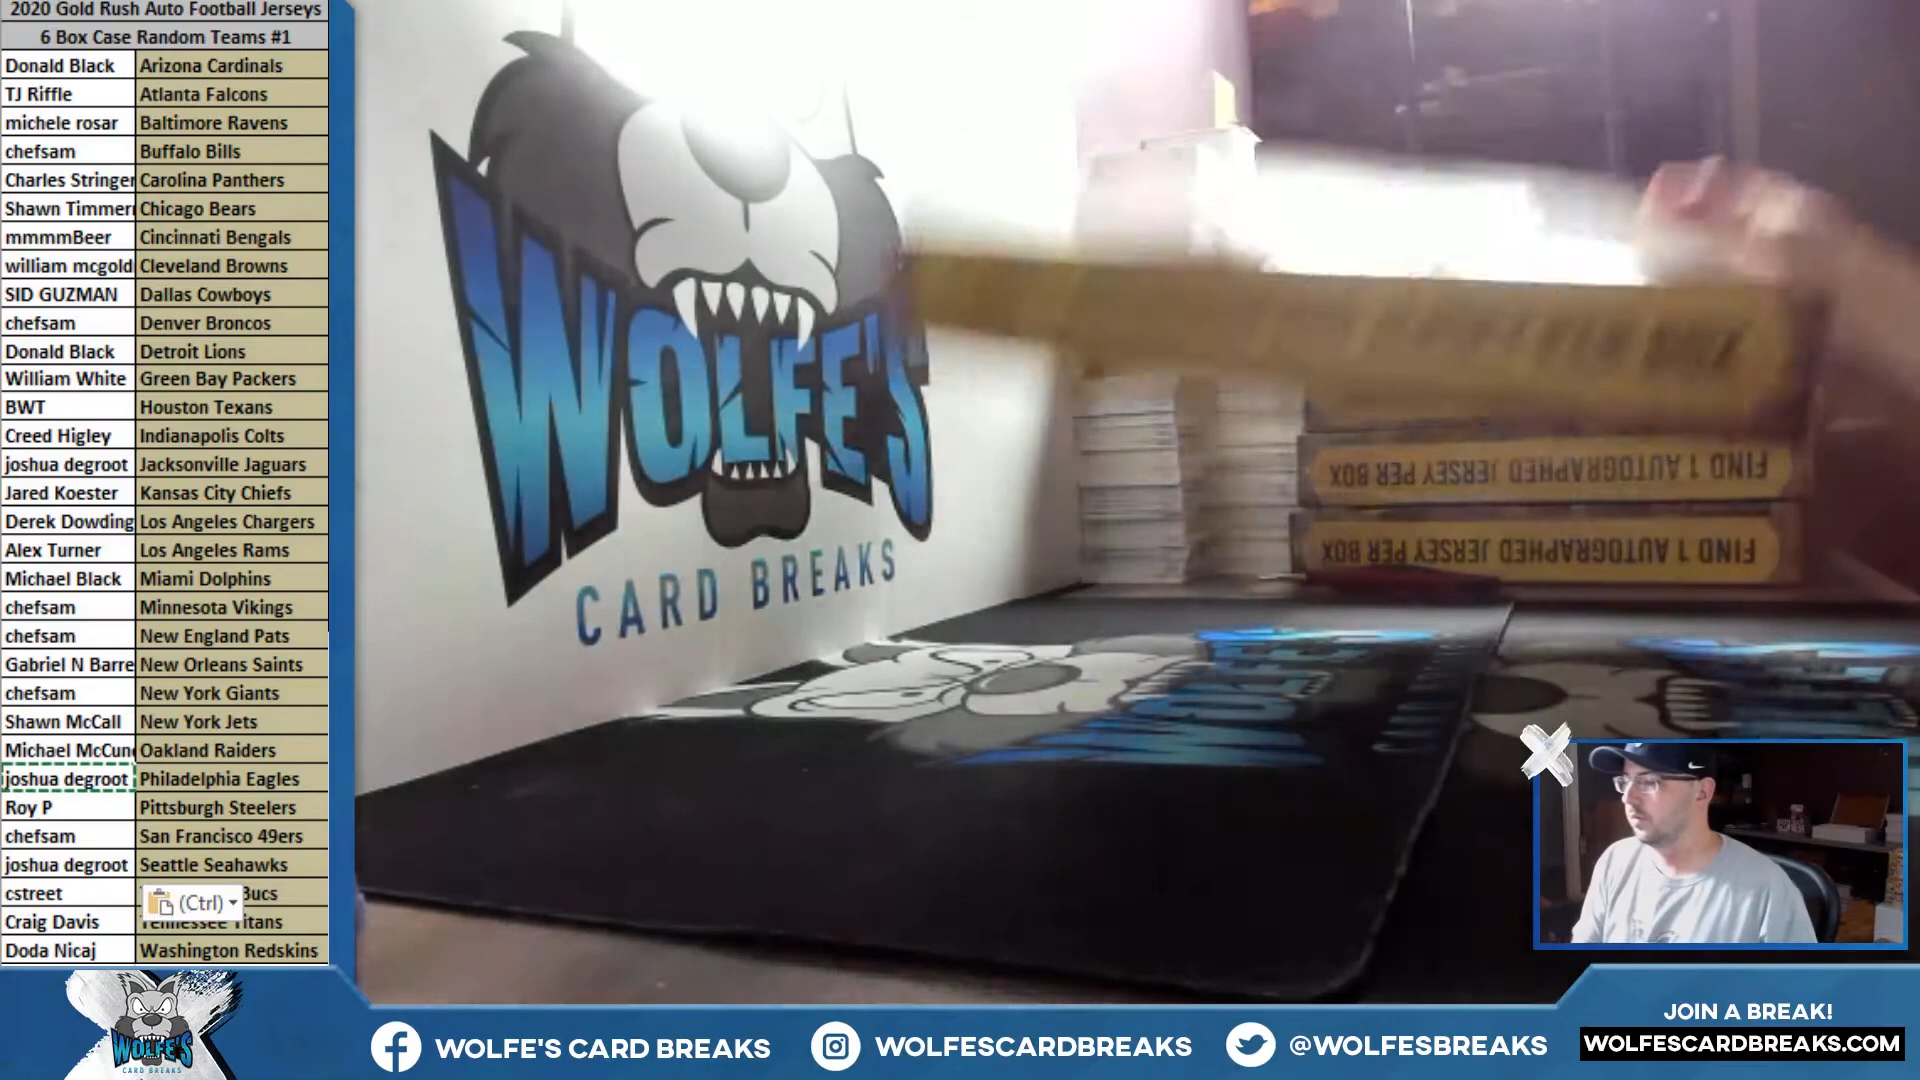 2020 Gold Rush Auto Football Jerseys
6 Box Case Random Teams #1
Donald Black Arizona Cardinals
TJ Riffle Atlanta Falcons
michele rosar Baltimore Ravens
chefsam Buffalo Bills
Charles Stringer Carolina Panthers
Shawn Timmer Chicago Bears
mmmmBeer Cincinnati Bengals
william mcgold Cleveland Browns
SID GUZMAN Dallas Cowboys
chefsam Denver Broncos
Donald Black Detroit Lions
William White Green Bay Packers
BWT Houston Texans
Creed Higley Indianapolis Colts
joshua degroot Jacksonville Jaguars
Jared Koester Kansas City Chiefs
Derek Dowding Los Angeles Chargers
Alex Turner Los Angeles Rams
Michael Black Miami Dolphins
chefsam Minnesota Vikings
chefsam New England Pats
Gabriel N Barre New Orleans Saints
chefsam New York Giants
Shawn McCall New York Jets
Michael McCun Oakland Raiders
joshua degroot Philadelphia Eagles
Roy P Pittsburgh Steelers
chefsam San Francisco 49ers
joshua degroot Seattle Seahawks
cstreet Bucs
(Ctrl)
Craig Davis Tennessee Titans
Doda Nicaj Washington Redskins
WOLFE'S
CARD BREAKS
FIND 1 AUTOGRAPHED JERSEY PER BOX
FIND 1 AUTOGRAPHED JERSEY PER BOX
WOLFE'S
CARD BREAKS
WOLFE'S CARD BREAKS
WOLFESCARDBREAKS
@WOLFESBREAKS
JOIN A BREAK!
WOLFESCARDBREAKS.COM